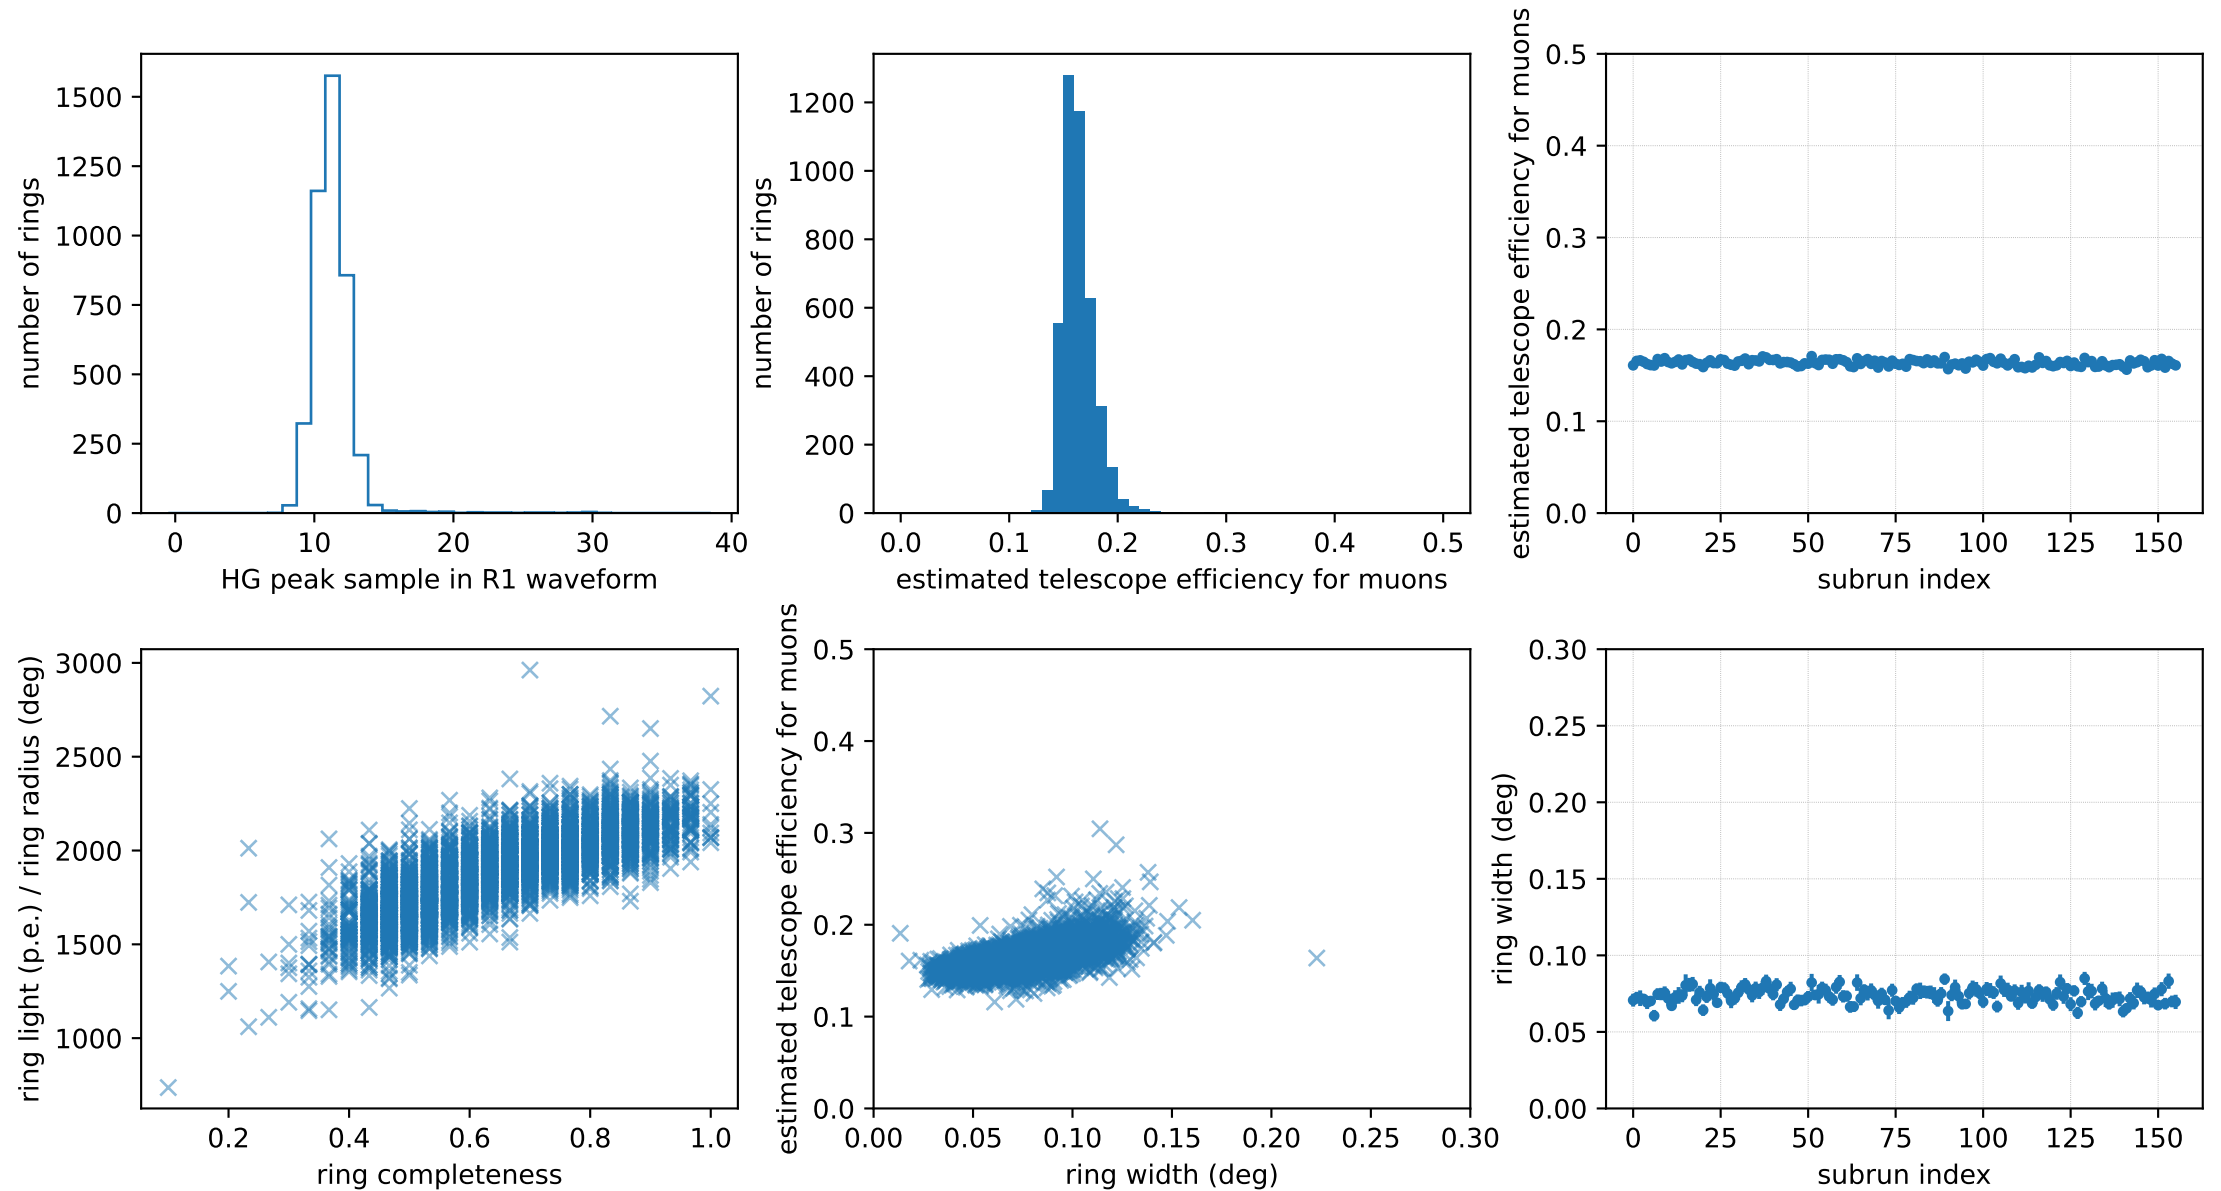 number of rings
1500
1250
1000
750
500
250
0
0 10 20 30 40
HG peak sample in R1 waveform
number of rings
1200
1000
800
600
400
200
0
0.0 0.1 0.2 0.3 0.4 0.5
estimated telescope efficiency for muons
estimated telescope efficiency for muons
0.5
0.4
0.3
0.2
0.1
0.0
0 25 50 75 100 125 150
subrun index
ring light (p.e.) / ring radius (deg)
3000
2500
2000
1500
1000
0.2 0.4 0.6 0.8 1.0
ring completeness
estimated telescope efficiency for muons
0.5
0.4
0.3
0.2
0.1
0.0
0.00 0.05 0.10 0.15 0.20 0.25 0.30
ring width (deg)
ring width (deg)
0.30
0.25
0.20
0.15
0.10
0.05
0.00
0 25 50 75 100 125 150
subrun index